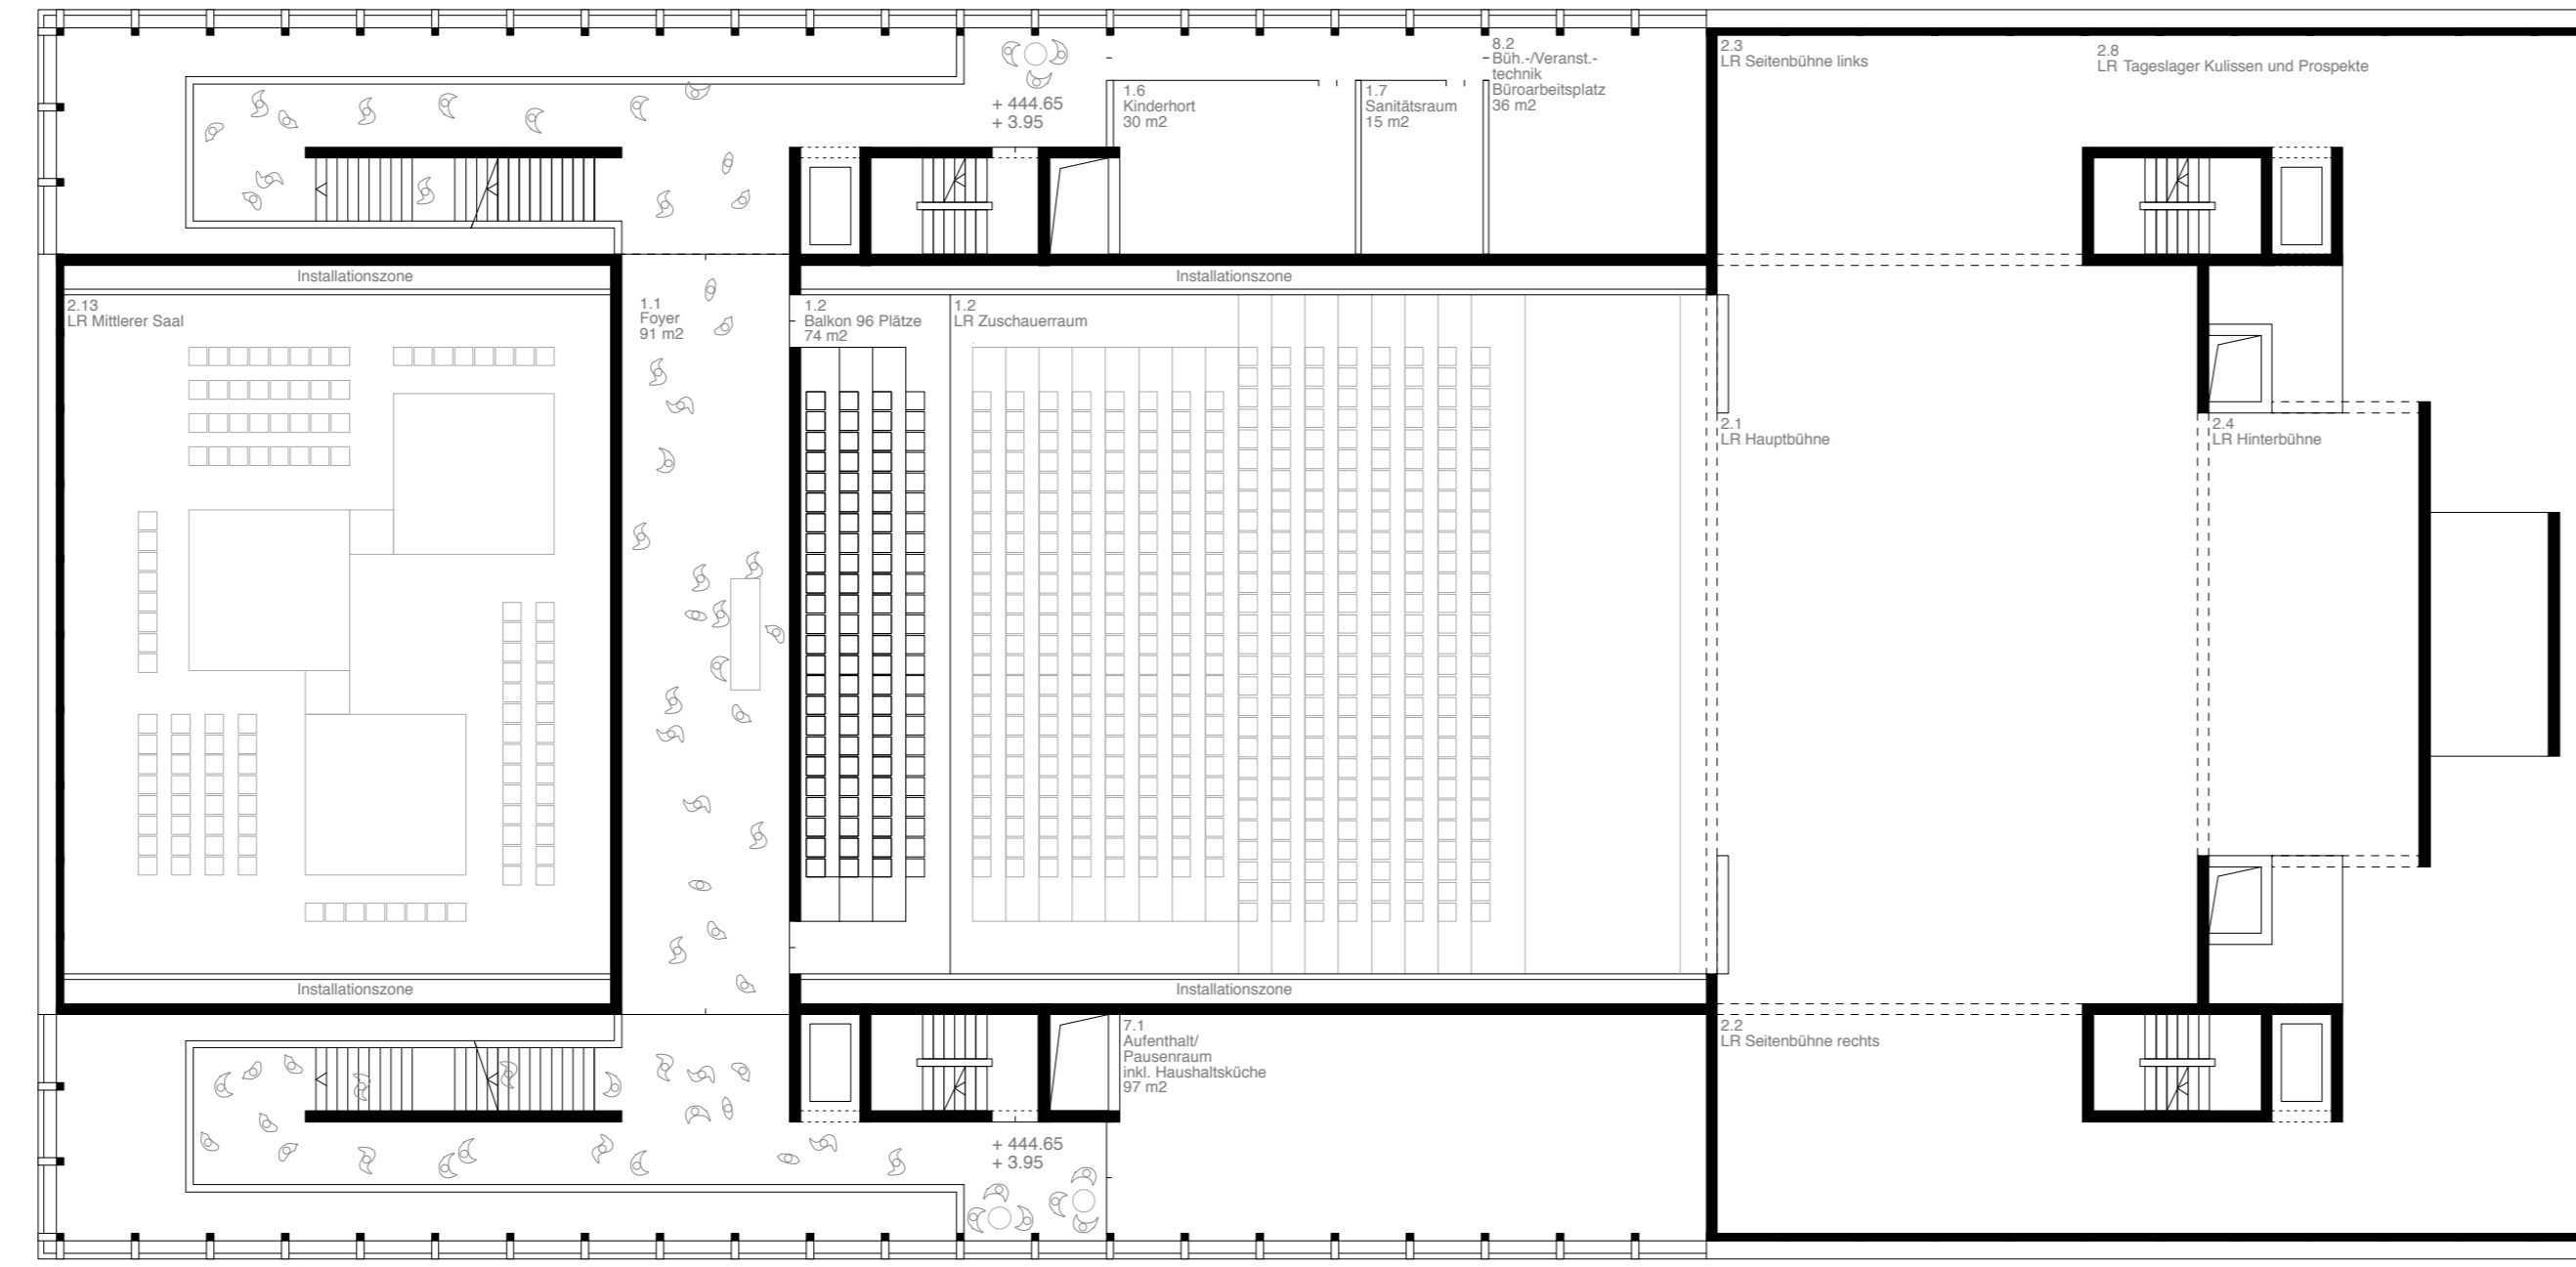 8.2
Büh.-/Veranst.-
technik
Büroarbeitsplatz
36 m2
2.3
LR Seitenbühne links
2.8
LR Tageslager Kulissen und Prospekte
+ 444.65
+ 3.95
1.6
Kinderhort
30 m2
1.7
Sanitätsraum
15 m2
Installationszone
Installationszone
2.13
LR Mittlerer Saal
1.1
Foyer
91 m2
1.2
Balkon 96 Plätze
74 m2
1.2
LR Zuschauerraum
2.1
LR Hauptbühne
2.4
LR Hinterbühne
Installationszone
Installationszone
7.1
Aufenthalt/
Pausenraum
inkl. Haushaltsküche
97 m2
2.2
LR Seitenbühne rechts
+ 444.65
+ 3.95